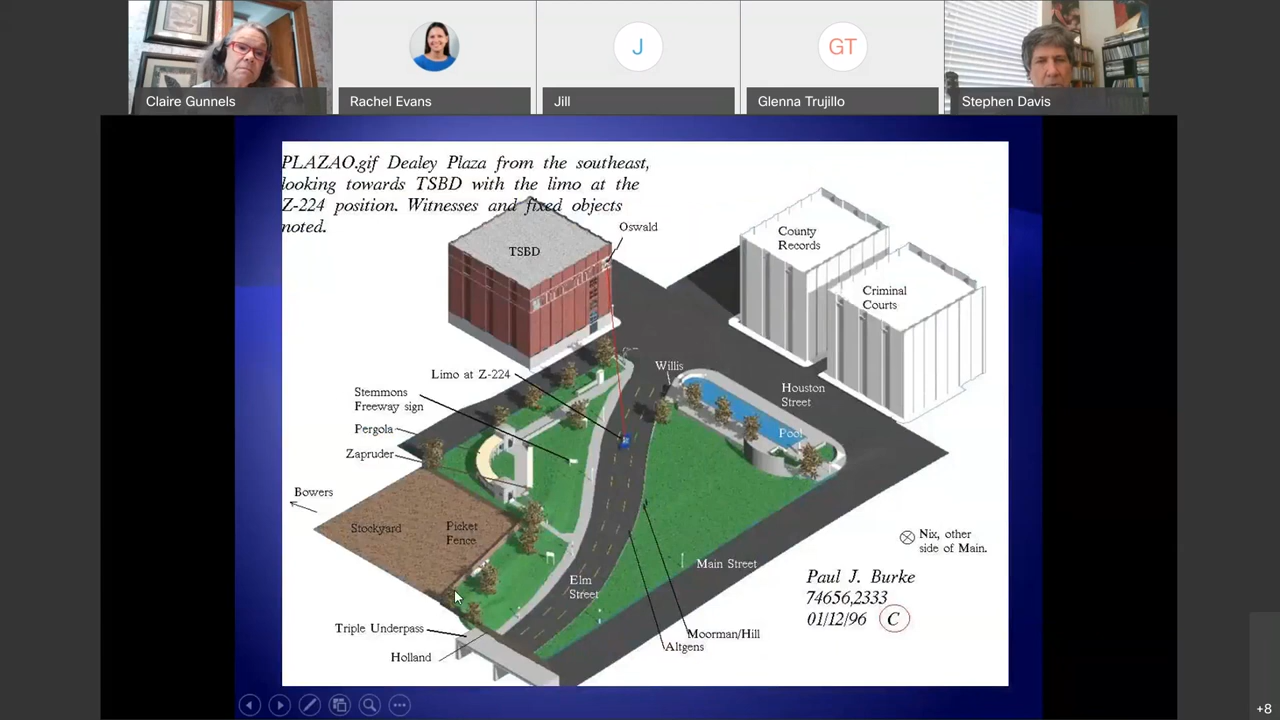 J
GT
Claire Gunnels
Rachel Evans
Jill
Glenna Trujillo
Stephen Davis
PLAZAO.gif Dealey Plaza from the southeast,
looking towards TSBD with the limo at the
Z-224 position. Witnesses and fixed objects
noted.
Oswald
TSBD
County
Records
Criminal
Courts
Limo at Z-224
Willis
Stemmons
Freeway sign
Houston
Street
Pergola
Pool
Zapruder
Bowers
Stockyard
Picket
Fence
Nix, other
side of Main.
Main Street
Elm
Street
Paul J. Burke
74656,2333
01/12/96 C
Triple Underpass
Moorman/Hill
Altgens
Holland
+8